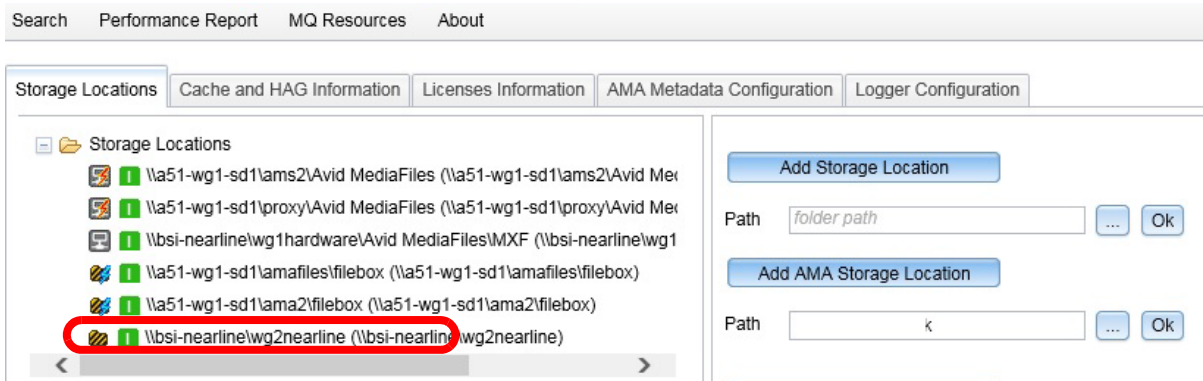 Search Performance Report MQ Resources About
Storage Locations Cache and HAG Information Licenses Information AMA Metadata Configuration Logger Configuration
Storage Locations
\\a51-wg1-sd1\ams2\Avid MediaFiles (\\a51-wg1-sd1\ams2\Avid Med
\\a51-wg1-sd1\proxy\Avid MediaFiles (\\a51-wg1-sd1\proxy\Avid Med
\\bsi-nearline\wg1hardware\Avid MediaFiles\MXF (\\bsi-nearline\wg1
\\a51-wg1-sd1\amafiles\filebox (\\a51-wg1-sd1\amafiles\filebox)
\\a51-wg1-sd1\ama2\filebox (\\a51-wg1-sd1\ama2\filebox)
\\bsi-nearline\wg2nearline (\\bsi-nearline\wg2nearline)
Add Storage Location
Path folder path ... Ok
Add AMA Storage Location
Path k ... Ok